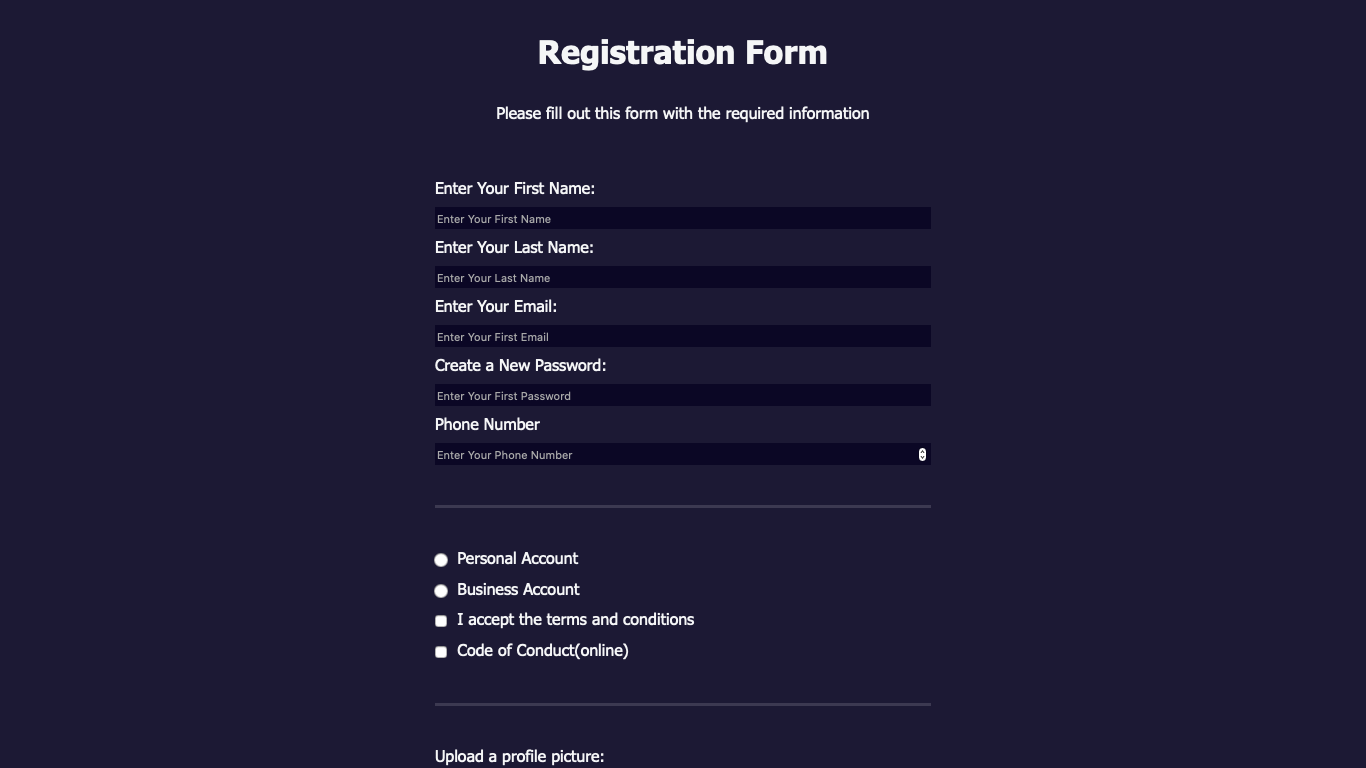 Registration Form
Please fill out this form with the required information
Enter Your First Name:
Enter Your First Name
Enter Your Last Name:
Enter Your Last Name
Enter Your Email:
Enter Your First Email
Create a New Password:
Enter Your First Password
Phone Number
Enter Your Phone Number
Personal Account
Business Account
I accept the terms and conditions
Code of Conduct(online)
Upload a profile picture: